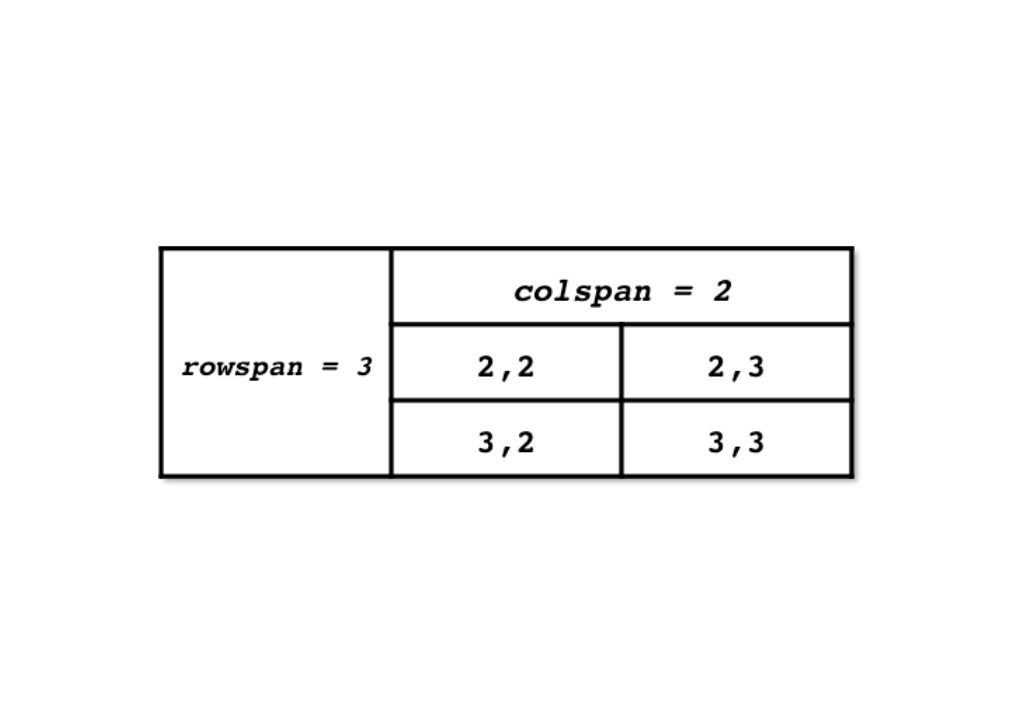 colspan = 2
rowspan = 3
2,2
2,3
3,2
3,3